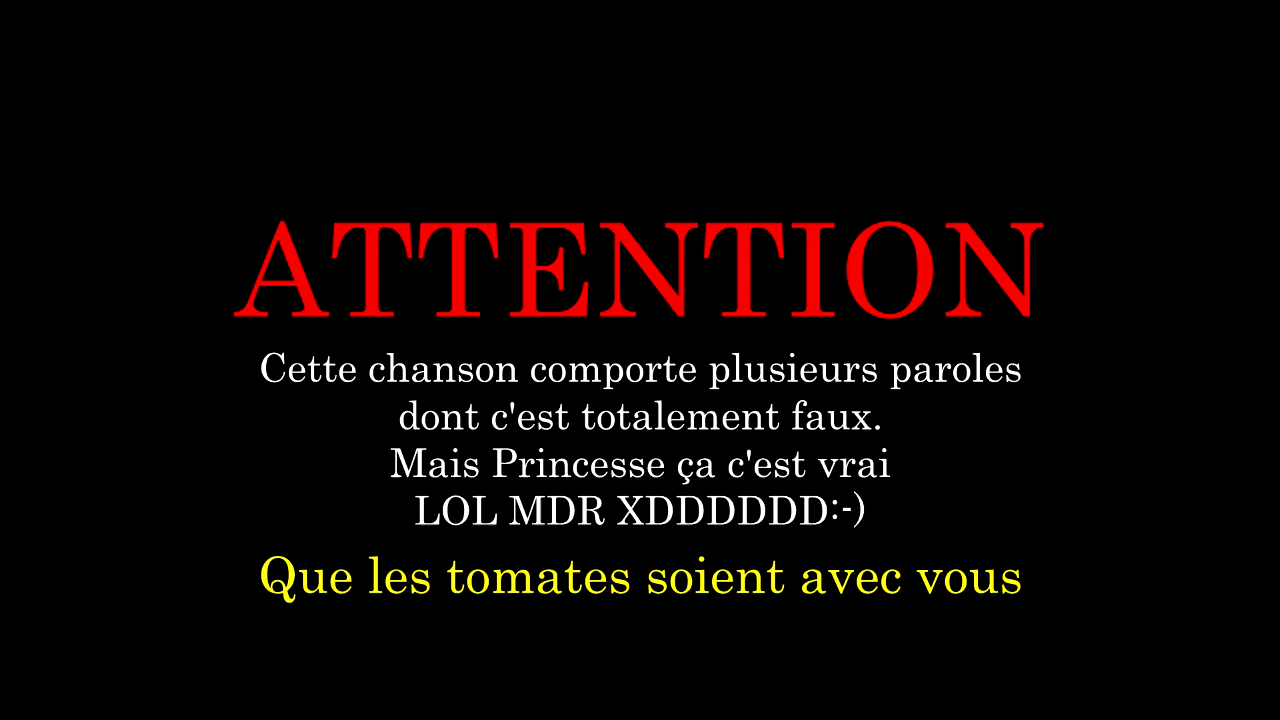 ATTENTION
Cette chanson comporte plusieurs paroles
dont c'est totalement faux.
Mais Princesse ça c'est vrai
LOL MDR XDDDDDD:-)
Que les tomates soient avec vous